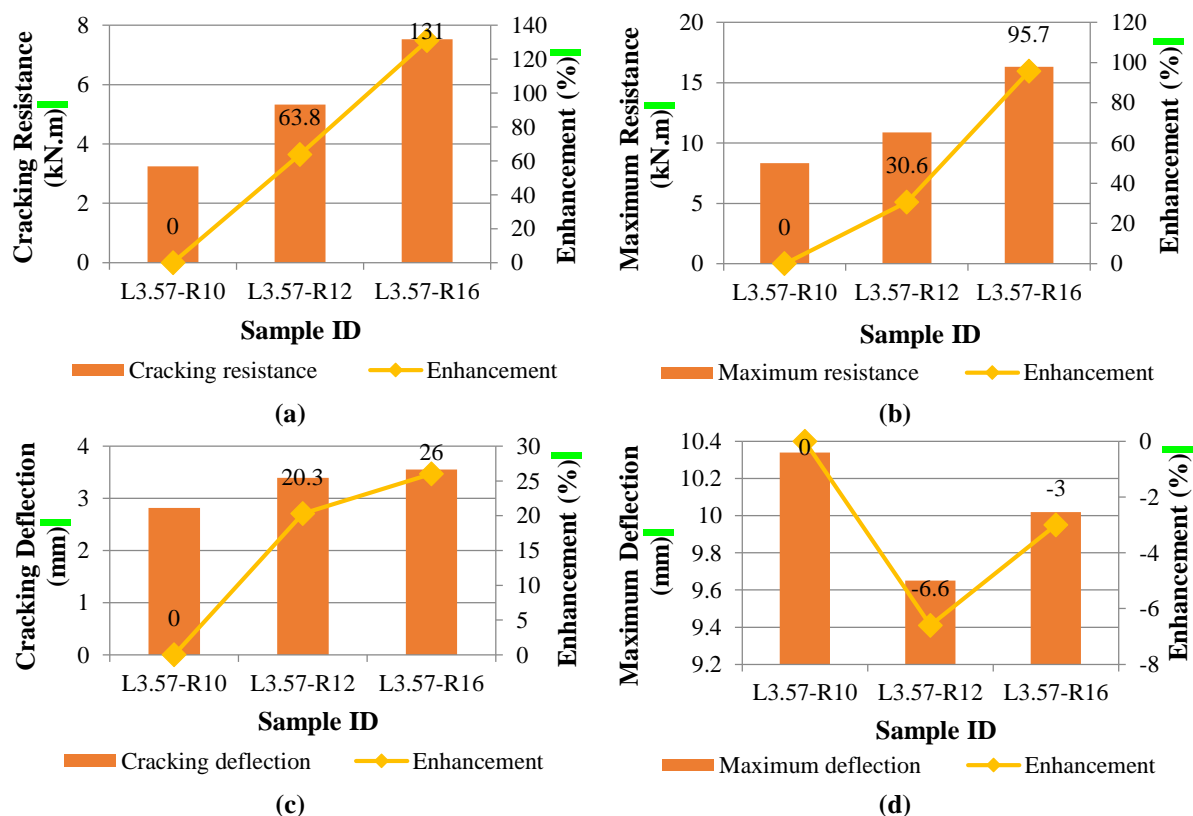 Cracking Resistance
(kN.m)
8
6
4
2
0
0
63.8
131
140
120
100
80
60
40
20
0
Enhancement (%)
L3.57-R10 L3.57-R12 L3.57-R16
Sample ID
Cracking resistance Enhancement
(a)
Maximum Resistance
(kN.m)
20
15
10
5
0
0
30.6
95.7
120
100
80
60
40
20
0
Enhancement (%)
L3.57-R10 L3.57-R12 L3.57-R16
Sample ID
Maximum resistance Enhancement
(b)
Cracking Deflection
(mm)
4
3
2
1
0
0
20.3
26
30
25
20
15
10
5
0
Enhancement (%)
L3.57-R10 L3.57-R12 L3.57-R16
Sample ID
Cracking deflection Enhancement
(c)
Maximum Deflection
(mm)
10.4
10.2
10
9.8
9.6
9.4
9.2
0
-6.6
-3
0
-2
-4
-6
-8
Enhancement (%)
L3.57-R10 L3.57-R12 L3.57-R16
Sample ID
Maximum deflection Enhancement
(d)